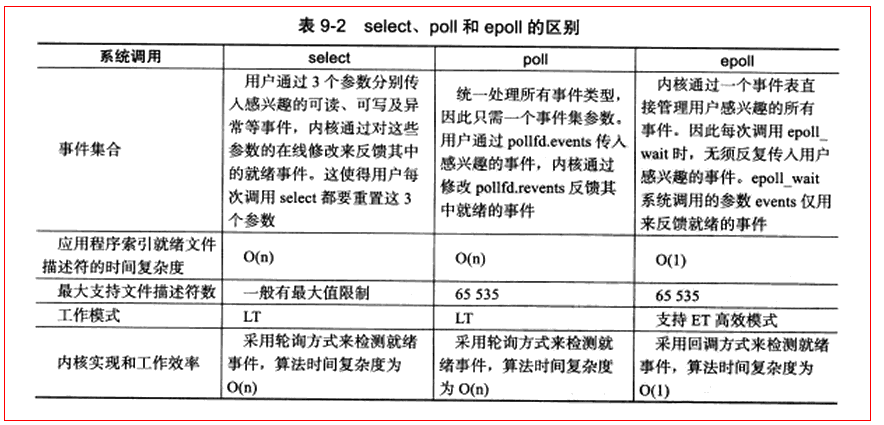 表 9-2 select、poll 和 epoll 的区别
系统调用 select poll epoll
事件集合
用户通过 3 个参数分别传
入感兴趣的可读、可写及异
常等事件，内核通过对这些
参数的在线修改来反馈其中
的就绪事件。这使得用户每
次调用 select 都要重置这 3
个参数
统一处理所有事件类型，
因此只需一个事件集参数。
用户通过 pollfd.events 传入
感兴趣的事件，内核通过
修改 pollfd.revents 反馈其
中就绪的事件
内核通过一个事件表直
接管理用户感兴趣的所有
事件。因此每次调用 epoll_
wait 时，无须反复传入用户
感兴趣的事件。epoll_wait
系统调用的参数 events 仅用
来反馈就绪的事件
应用程序索引就绪文件
描述符的时间复杂度
O(n)
O(n)
O(1)
最大支持文件描述符数 一般有最大值限制 65 535 65 535
工作模式 LT LT 支持 ET 高效模式
内核实现和工作效率
采用轮询方式来检测就绪
事件，算法时间复杂度为
O(n)
采用轮询方式来检测就
绪事件，算法时间复杂度
为 O(n)
采用回调方式来检测就绪
事件，算法时间复杂度为
O(1)